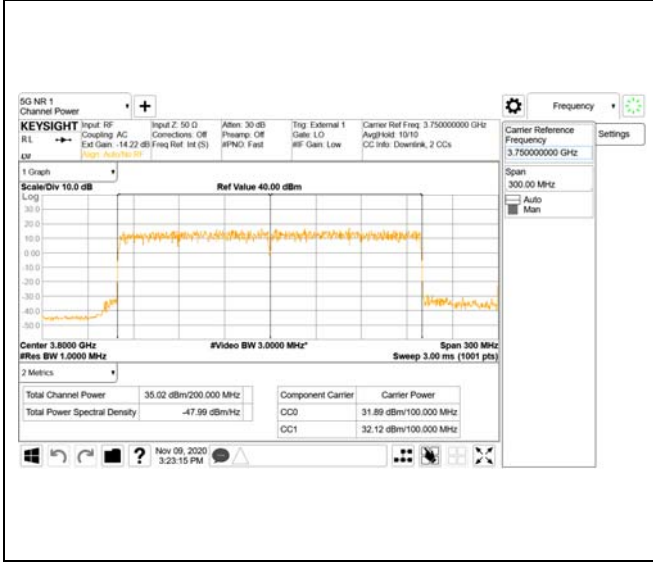 5G NR 1
Channel Power
+
Frequency
KEYSIGHT
RL
Input: RF
Coupling: AC
Ext Gain: -14.22 dB
Align: Auto/No RF
Input Z: 50 Ω
Corrections: Off
Freq Ref: Int (S)
Atten: 30 dB
Preamp: Off
#PNO: Fast
Trig: External 1
Gate: LO
#IF Gain: Low
Carrier Ref Freq: 3.750000000 GHz
Avg|Hold: 10/10
CC Info: Downlink, 2 CCs
Carrier Reference
Frequency
3.750000000 GHz
Settings
Span
300.00 MHz
Auto
Man
1 Graph
Scale/Div 10.0 dB
Ref Value 40.00 dBm
Log
30.0
20.0
10.0
0.00
-10.0
-20.0
-30.0
-40.0
-50.0
Center 3.8000 GHz
#Video BW 3.0000 MHz*
Span 300 MHz
#Res BW 1.0000 MHz
Sweep 3.00 ms (1001 pts)
2 Metrics
Total Channel Power 35.02 dBm/200.000 MHz
Total Power Spectral Density -47.99 dBm/Hz
Component Carrier Carrier Power
CC0 31.89 dBm/100.000 MHz
CC1 32.12 dBm/100.000 MHz
?
Nov 09, 2020
3:23:15 PM